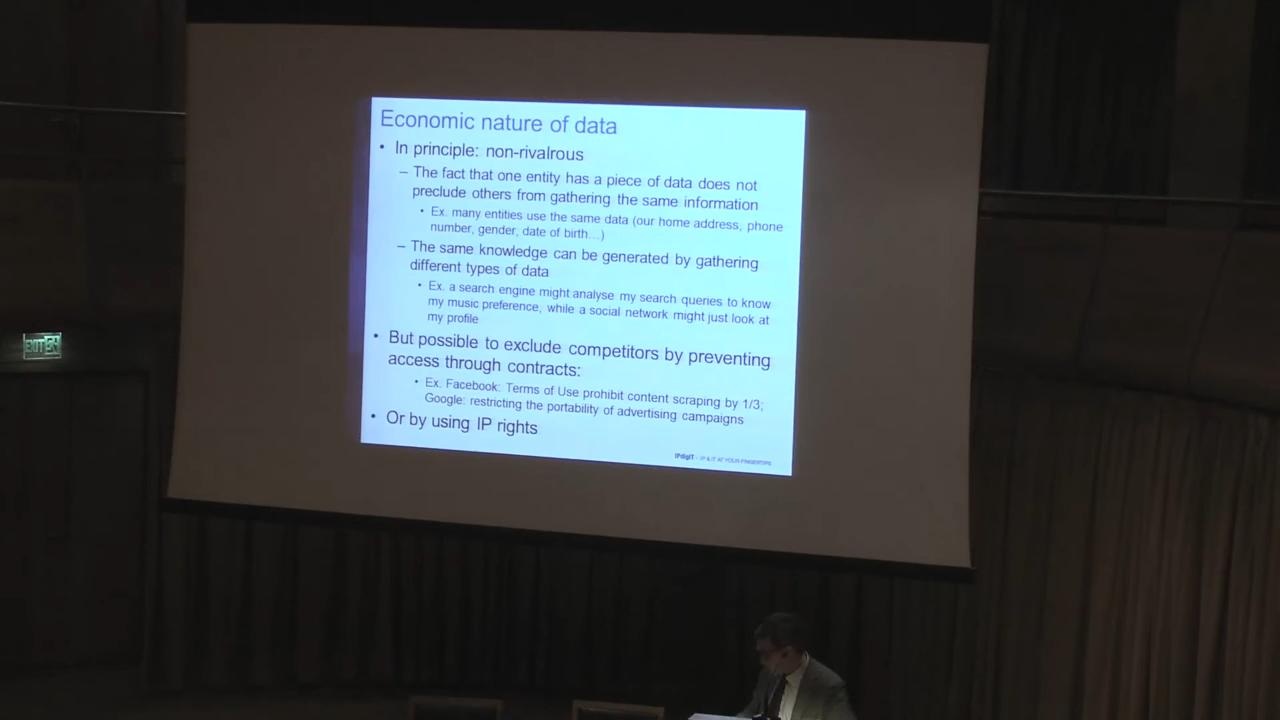 Economic nature of data
• In principle: non-rivalrous
– The fact that one entity has a piece of data does not
preclude others from gathering the same information
• Ex. many entities use the same data (our home address, phone
number, gender, date of birth…)
– The same knowledge can be generated by gathering
different types of data
• Ex. a search engine might analyse my search queries to know
my music preference, while a social network might just look at
my profile
• But possible to exclude competitors by preventing
access through contracts:
• Ex. Facebook: Terms of Use prohibit content scraping by 1/3;
Google: restricting the portability of advertising campaigns
• Or by using IP rights
IPdigIT - IP & IT AT YOUR FINGERTIPS
EXIT